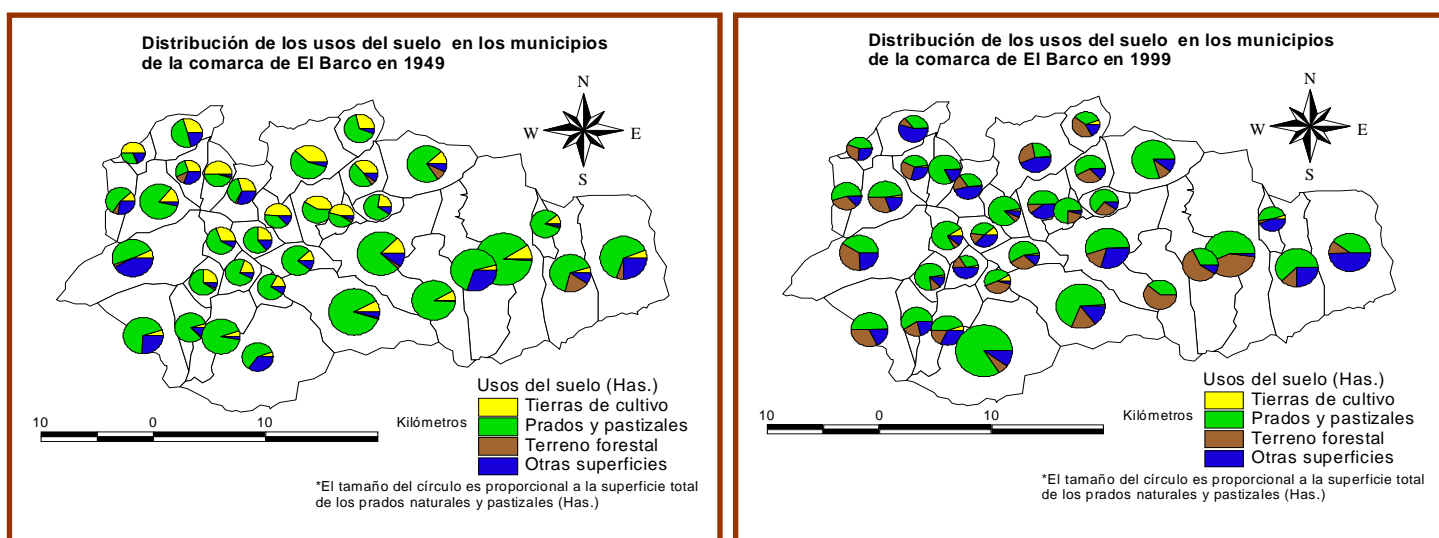 Distribución de los usos del suelo en los municipios
de la comarca de El Barco en 1949
N
W
E
S
Usos del suelo (Has.)
Tierras de cultivo
Prados y pastizales
Terreno forestal
Otras superficies
10
0
10
Kilómetros
*El tamaño del círculo es proporcional a la superficie total
de los prados naturales y pastizales (Has.)
Distribución de los usos del suelo en los municipios
de la comarca de El Barco en 1999
N
W
E
S
Usos del suelo (Has.)
Tierras de cultivo
Prados y pastizales
Terreno forestal
Otras superficies
10
0
10
Kilómetros
*El tamaño del círculo es proporcional a la superficie total
de los prados naturales y pastizales (Has.)